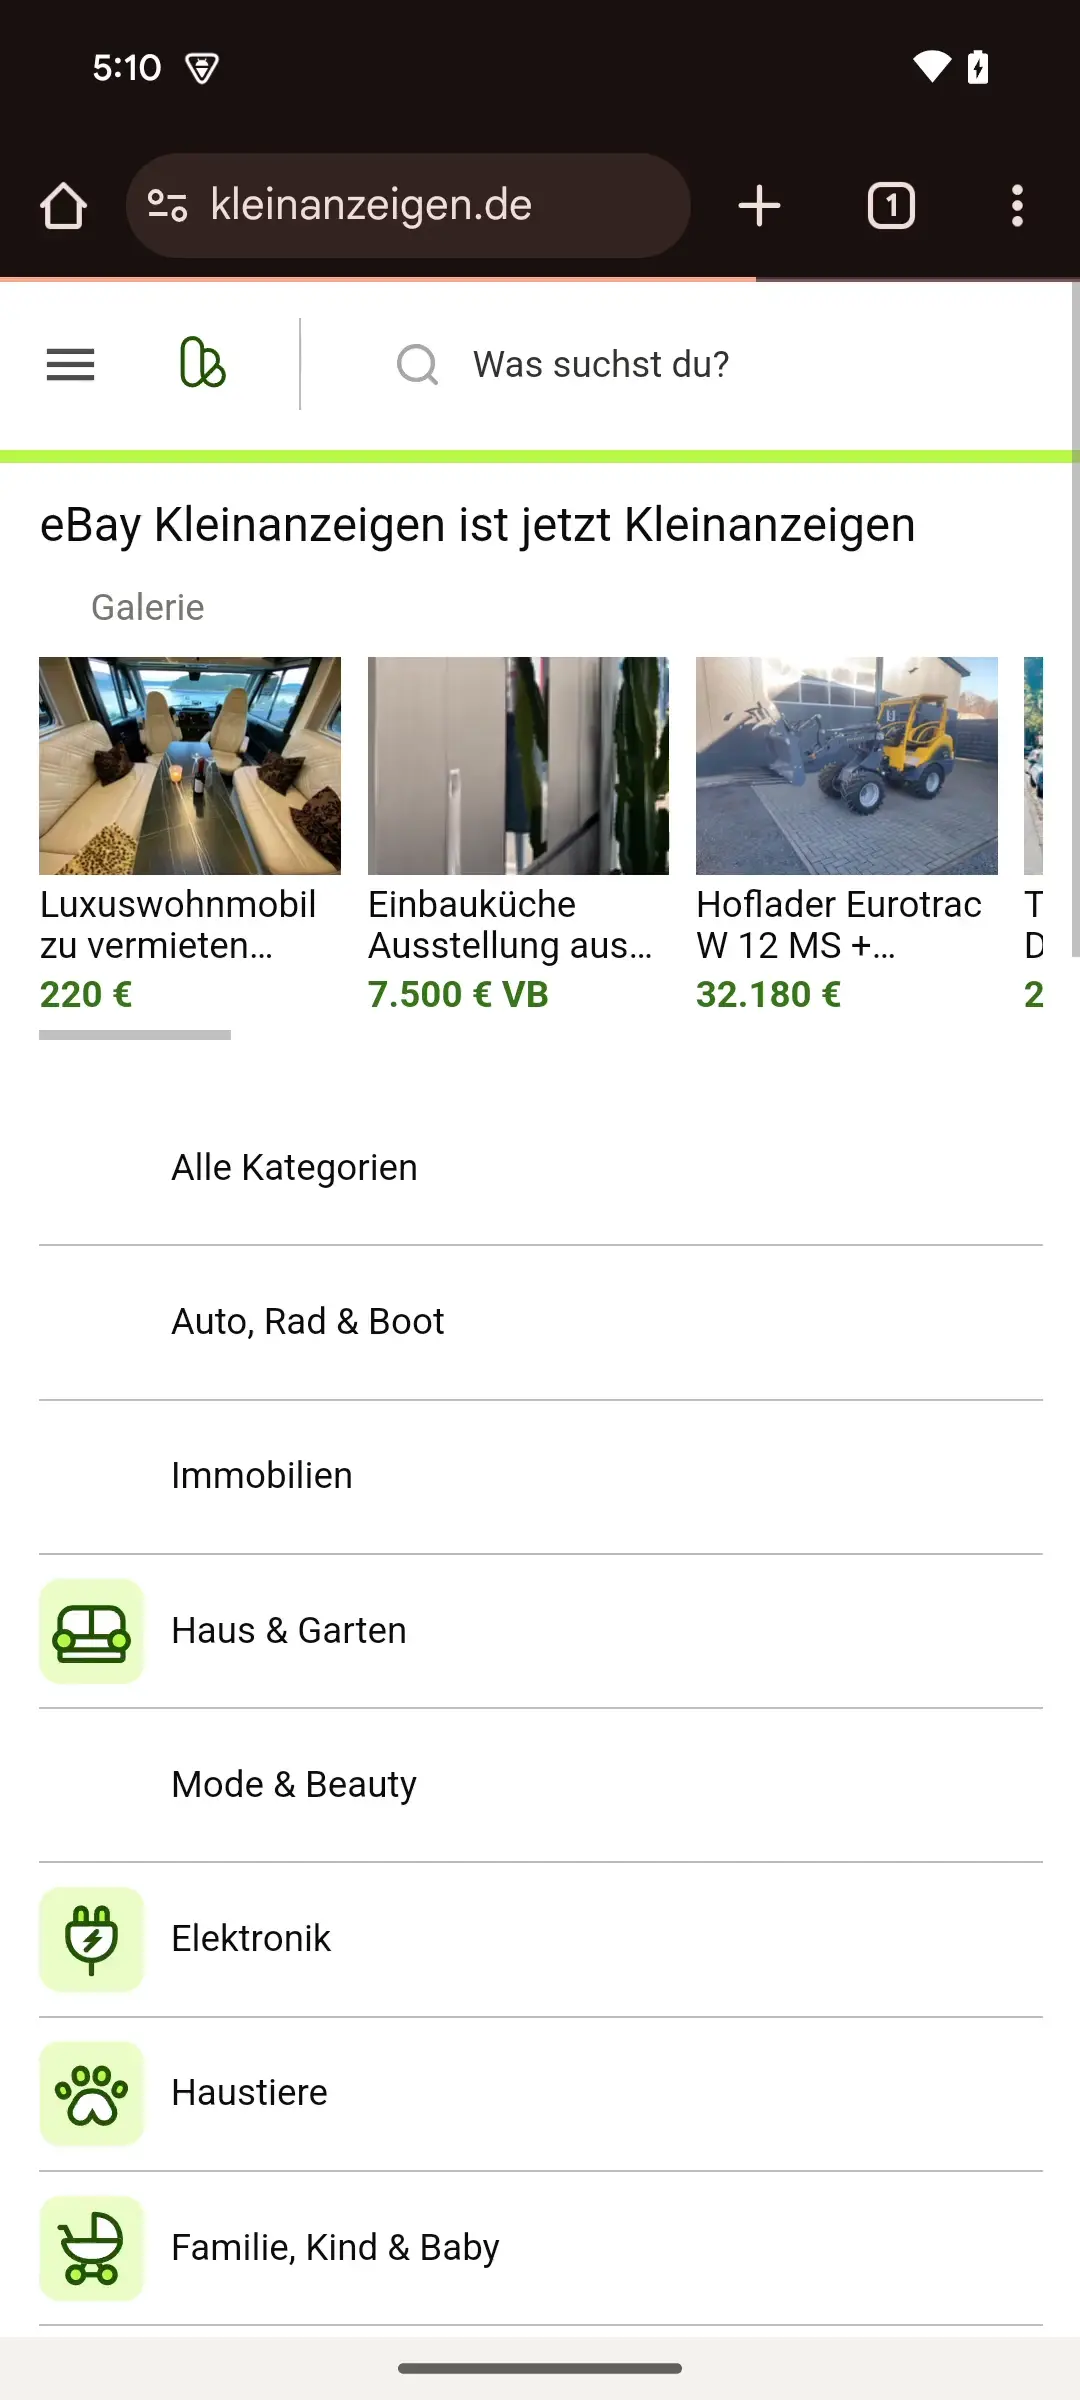 5:10
kleinanzeigen.de
1
Was suchst du?
eBay Kleinanzeigen ist jetzt Kleinanzeigen
Galerie
Luxuswohnmobil
zu vermieten...
220 €
Einbauküche
Ausstellung aus...
7.500 € VB
Hoflader Eurotrac
W 12 MS +...
32.180 €
T
D
2
Alle Kategorien
Auto, Rad & Boot
Immobilien
Haus & Garten
Mode & Beauty
Elektronik
Haustiere
Familie, Kind & Baby